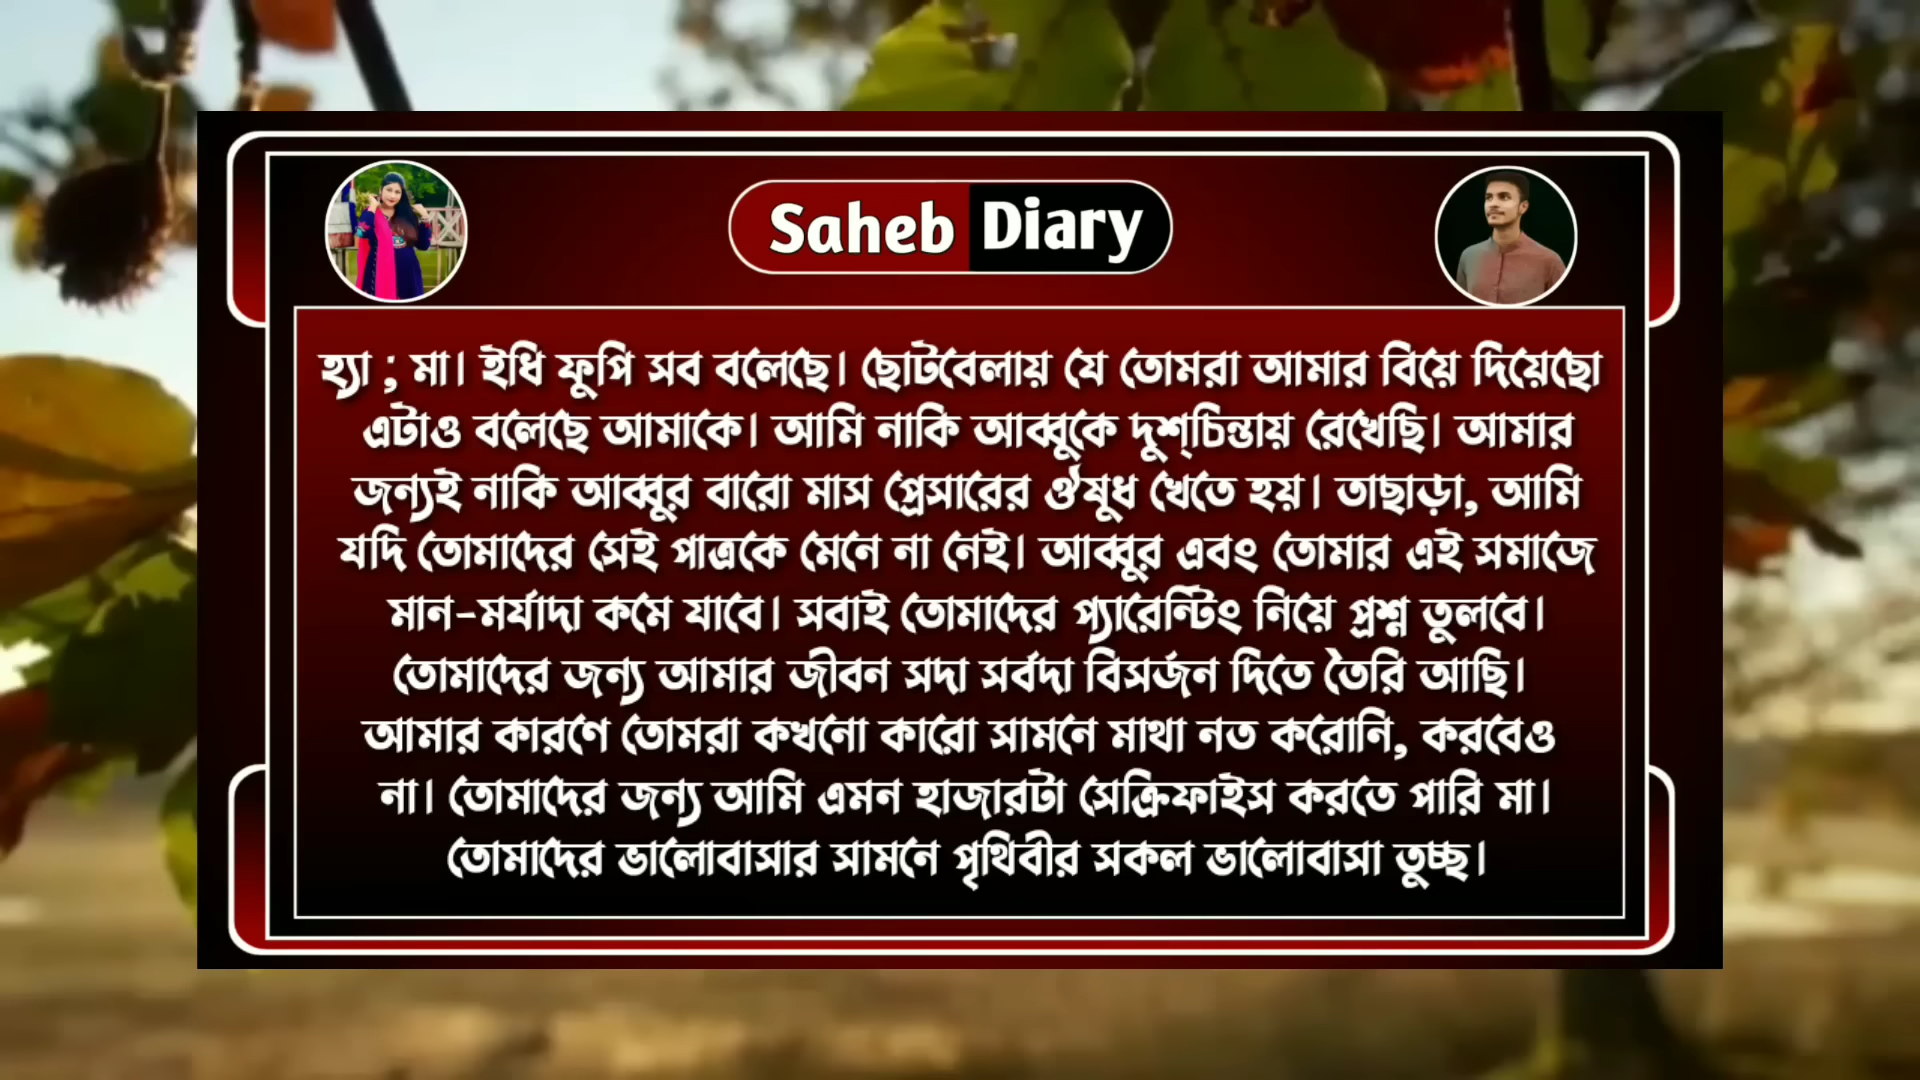 Saheb Diary
হ্যা ; মা। ইধি ফুপি সব বলেছে। ছোটবেলায় যে তোমরা আমার বিয়ে দিয়েছো
এটাও বলেছে আমাকে। আমি নাকি আব্বুকে দুশ্চিন্তায় রেখেছি। আমার
জন্যই নাকি আব্বুর বারো মাস প্রেসারের ঔষুধ খেতে হয়। তাছাড়া, আমি
যদি তোমাদের সেই পাত্রকে মেনে না নেই। আব্বুর এবং তোমার এই সমাজে
মান-মর্যাদা কমে যাবে। সবাই তোমাদের প্যারেন্টিং নিয়ে প্রশ্ন তুলবে।
তোমাদের জন্য আমার জীবন সদা সর্বদা বিসর্জন দিতে তৈরি আছি।
আমার কারণে তোমরা কখনো কারো সামনে মাথা নত করোনি, করবেও
না। তোমাদের জন্য আমি এমন হাজারটা সেক্রিফাইস করতে পারি মা।
তোমাদের ভালোবাসার সামনে পৃথিবীর সকল ভালোবাসা তুচ্ছ।